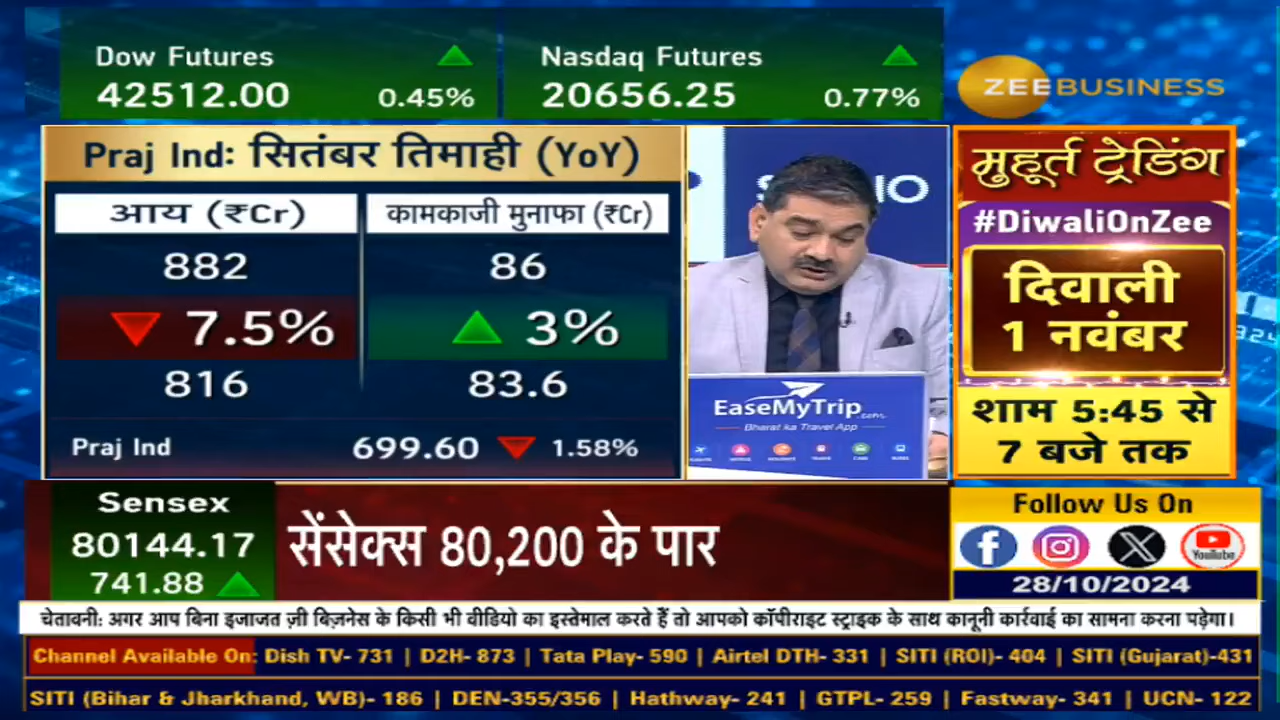 Dow Futures
42512.00 0.45%
Nasdaq Futures
20656.25 0.77%
ZEEBUSINESS
Praj Ind: सितंबर तिमाही (YoY)
आय (₹Cr) कामकाजी मुनाफा (₹Cr)
882 86
7.5% 3%
816 83.6
Praj Ind 699.60 1.58%
EaseMyTrip.com
Bharat ka Travel App
मुहूर्त ट्रेडिंग
#DiwaliOnZee
दिवाली
1 नवंबर
शाम 5:45 से
7 बजे तक
Sensex
80144.17
741.88
सेंसेक्स 80,200 के पार
Follow Us On
YouTube
28/10/2024
चेतावनी: अगर आप बिना इजाजत ज़ी बिज़नेस के किसी भी वीडियो का इस्तेमाल करते हैं तो आपको कॉपीराइट स्ट्राइक के साथ कानूनी कार्रवाई का सामना करना पड़ेगा।
Channel Available On: Dish TV- 731 | D2H- 873 | Tata Play- 590 | Airtel DTH- 331 | SITI (ROI)- 404 | SITI (Gujarat)-431
SITI (Bihar & Jharkhand, WB)- 186 | DEN-355/356 | Hathway- 241 | GTPL- 259 | Fastway- 341 | UCN- 122